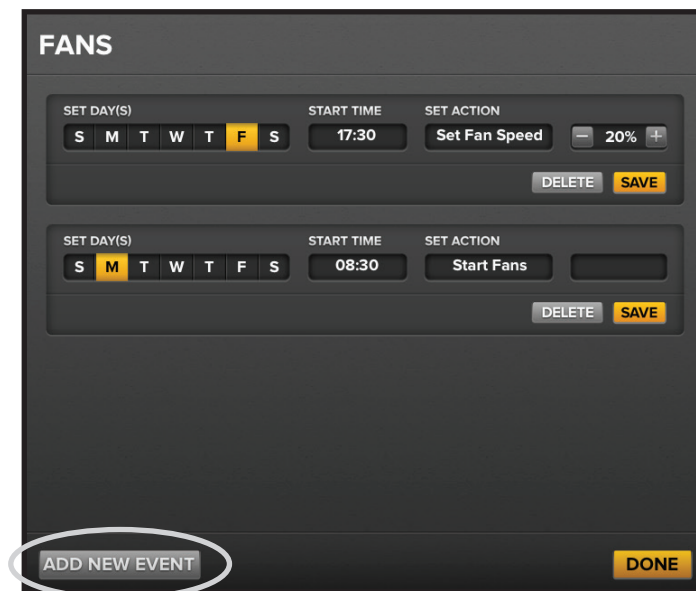 FANS
SET DAY(S) START TIME SET ACTION
S M T W T F S 17:30 Set Fan Speed − 20% +
DELETE SAVE
SET DAY(S) START TIME SET ACTION
S M T W T F S 08:30 Start Fans
DELETE SAVE
ADD NEW EVENT DONE